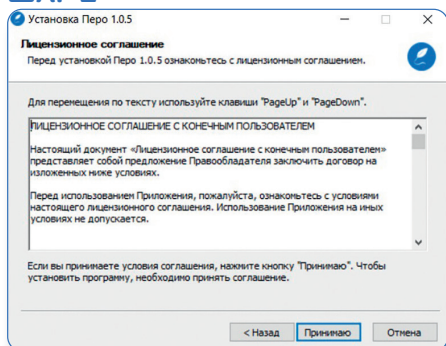 Установка Перо 1.0.5
Лицензионное соглашение
Перед установкой Перо 1.0.5 ознакомьтесь с лицензионным соглашением.
Для перемещения по тексту используйте клавиши "PageUp" и "PageDown".
ЛИЦЕНЗИОННОЕ СОГЛАШЕНИЕ С КОНЕЧНЫМ ПОЛЬЗОВАТЕЛЕМ
Настоящий документ «Лицензионное соглашение с конечным пользователем»
представляет собой предложение Правообладателя заключить договор на
изложенных ниже условиях.
Перед использованием Приложения, пожалуйста, ознакомьтесь с условиями
настоящего лицензионного соглашения. Использование Приложения на иных
условиях не допускается.
Если вы принимаете условия соглашения, нажмите кнопку "Принимаю". Чтобы
установить программу, необходимо принять соглашение.
< Назад Принимаю Отмена